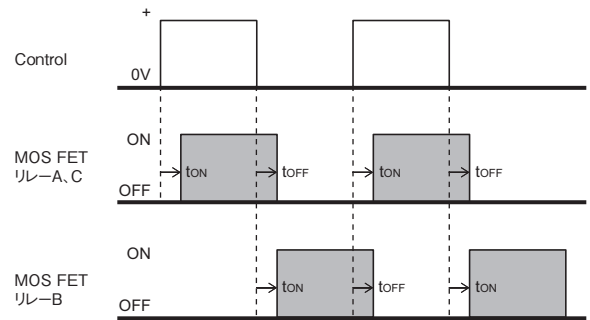 +
Control
0V
ON
MOS FET
リレーA、C
tON
tOFF
tON
tOFF
OFF
ON
MOS FET
リレーB
tON
tOFF
tON
OFF